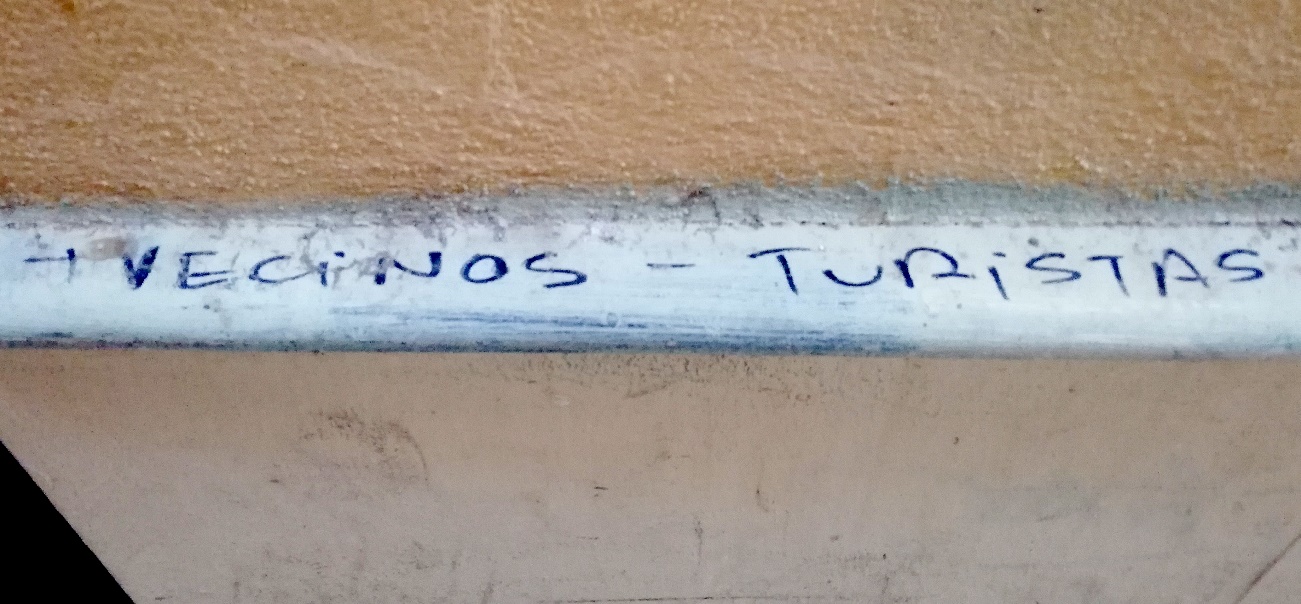 + VECiNOS - TURiSTAS